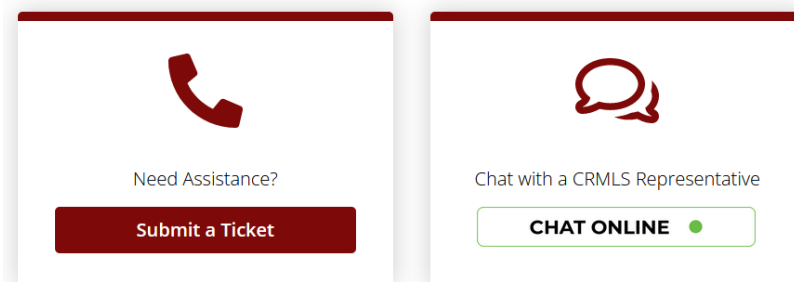 Need Assistance?
Submit a Ticket
Chat with a CRMLS Representative
CHAT ONLINE